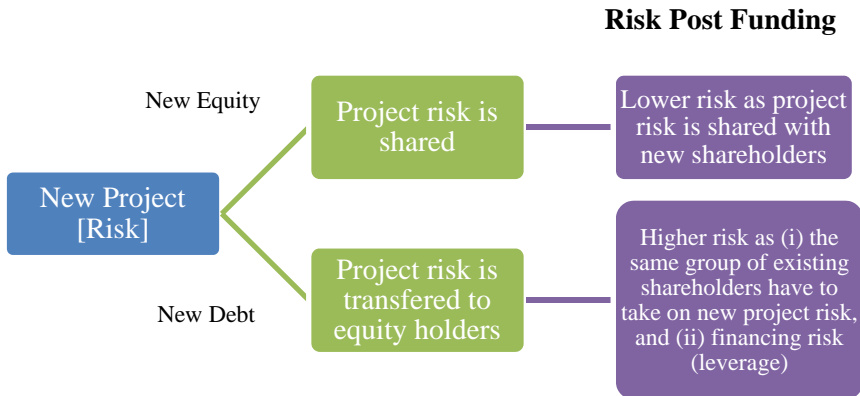 Risk Post Funding
New Equity
Project risk is
shared
Lower risk as project
risk is shared with
new shareholders
New Project
[Risk]
New Debt
Project risk is
transfered to
equity holders
Higher risk as (i) the
same group of existing
shareholders have to
take on new project risk,
and (ii) financing risk
(leverage)